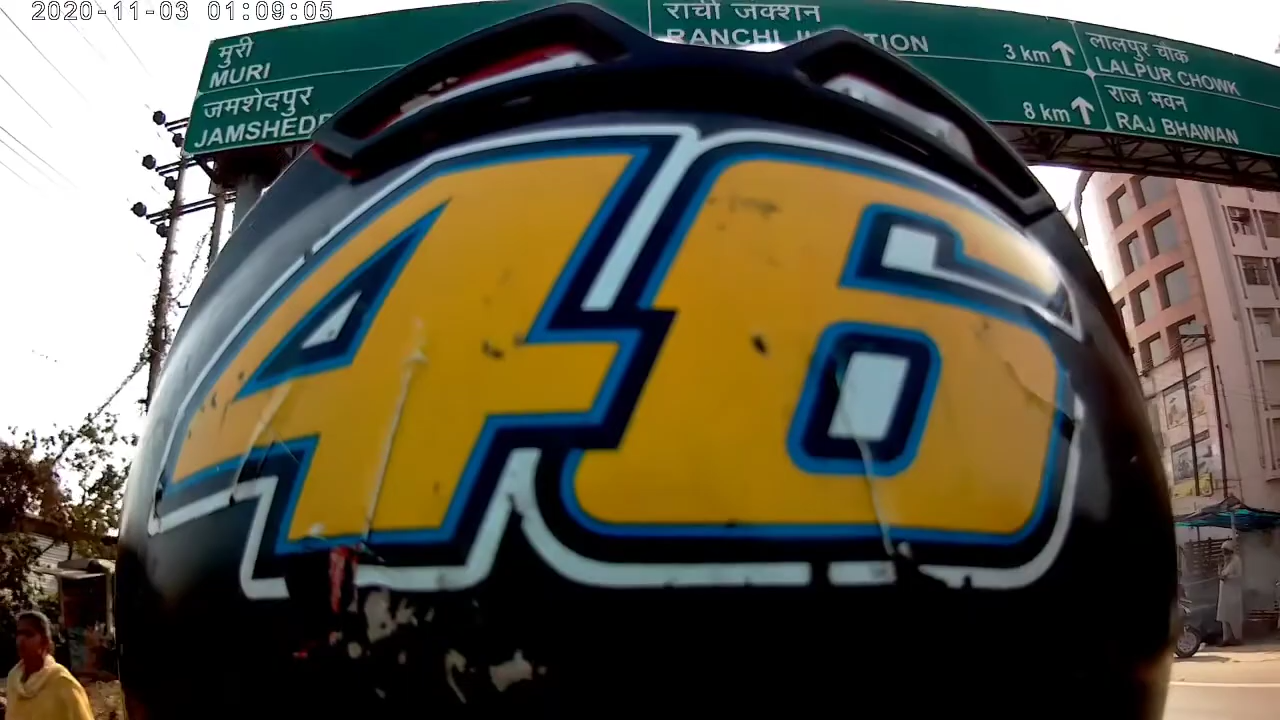 2020-11-03 01:09:05
मुरी
MURI
जमशेदपुर
राची जंक्शन
3 km
8 km
लालपुर चौक
LALPUR CHOWK
राज भवन
RAJ BHAWAN
RANCHI
46